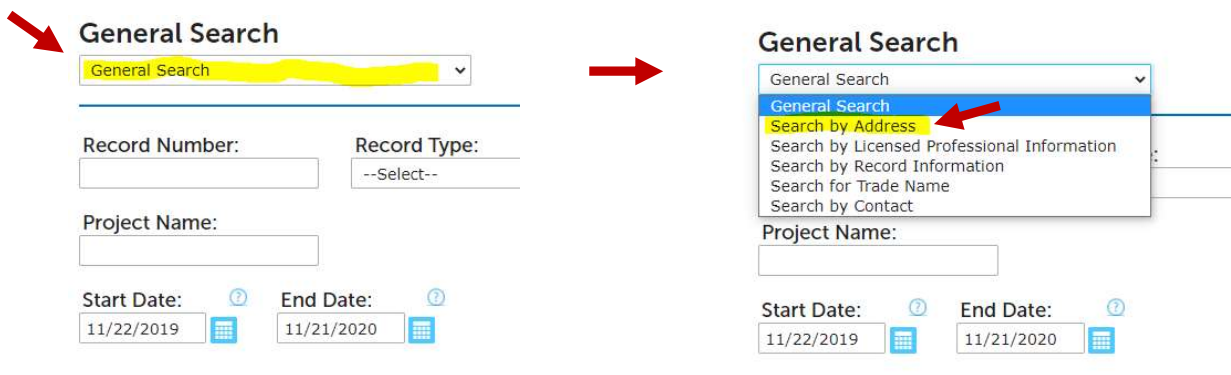 General Search
General Search
Record Number:
Record Type:
--Select--
Project Name:
Start Date:
End Date:
11/22/2019
11/21/2020
General Search
General Search
General Search
Search by Address
Search by Licensed Professional Information
Search by Record Information
Search for Trade Name
Search by Contact
Project Name:
Start Date:
End Date:
11/22/2019
11/21/2020